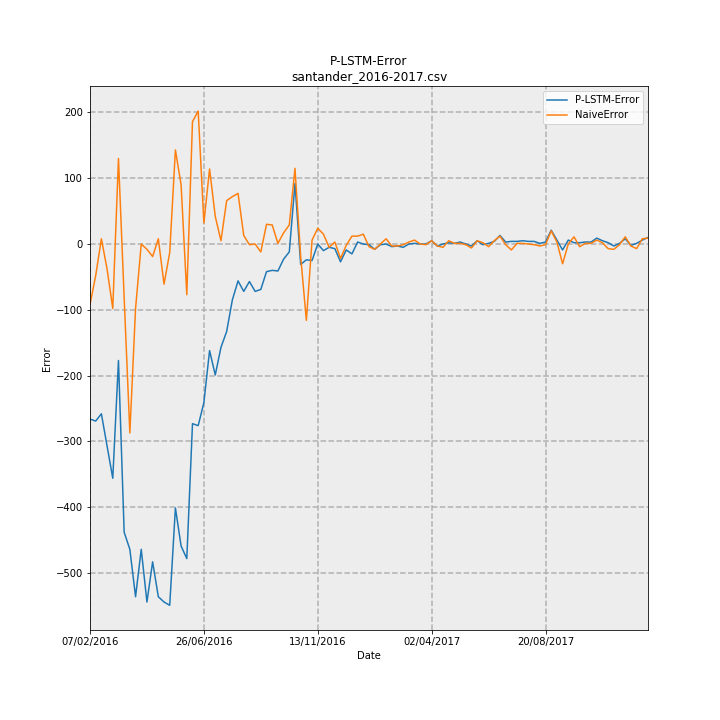 P-LSTM-Error
santander_2016-2017.csv
P-LSTM-Error
NaiveError
200
100
0
−100
−200
−300
−400
−500
Error
07/02/2016 26/06/2016 13/11/2016 02/04/2017 20/08/2017
Date